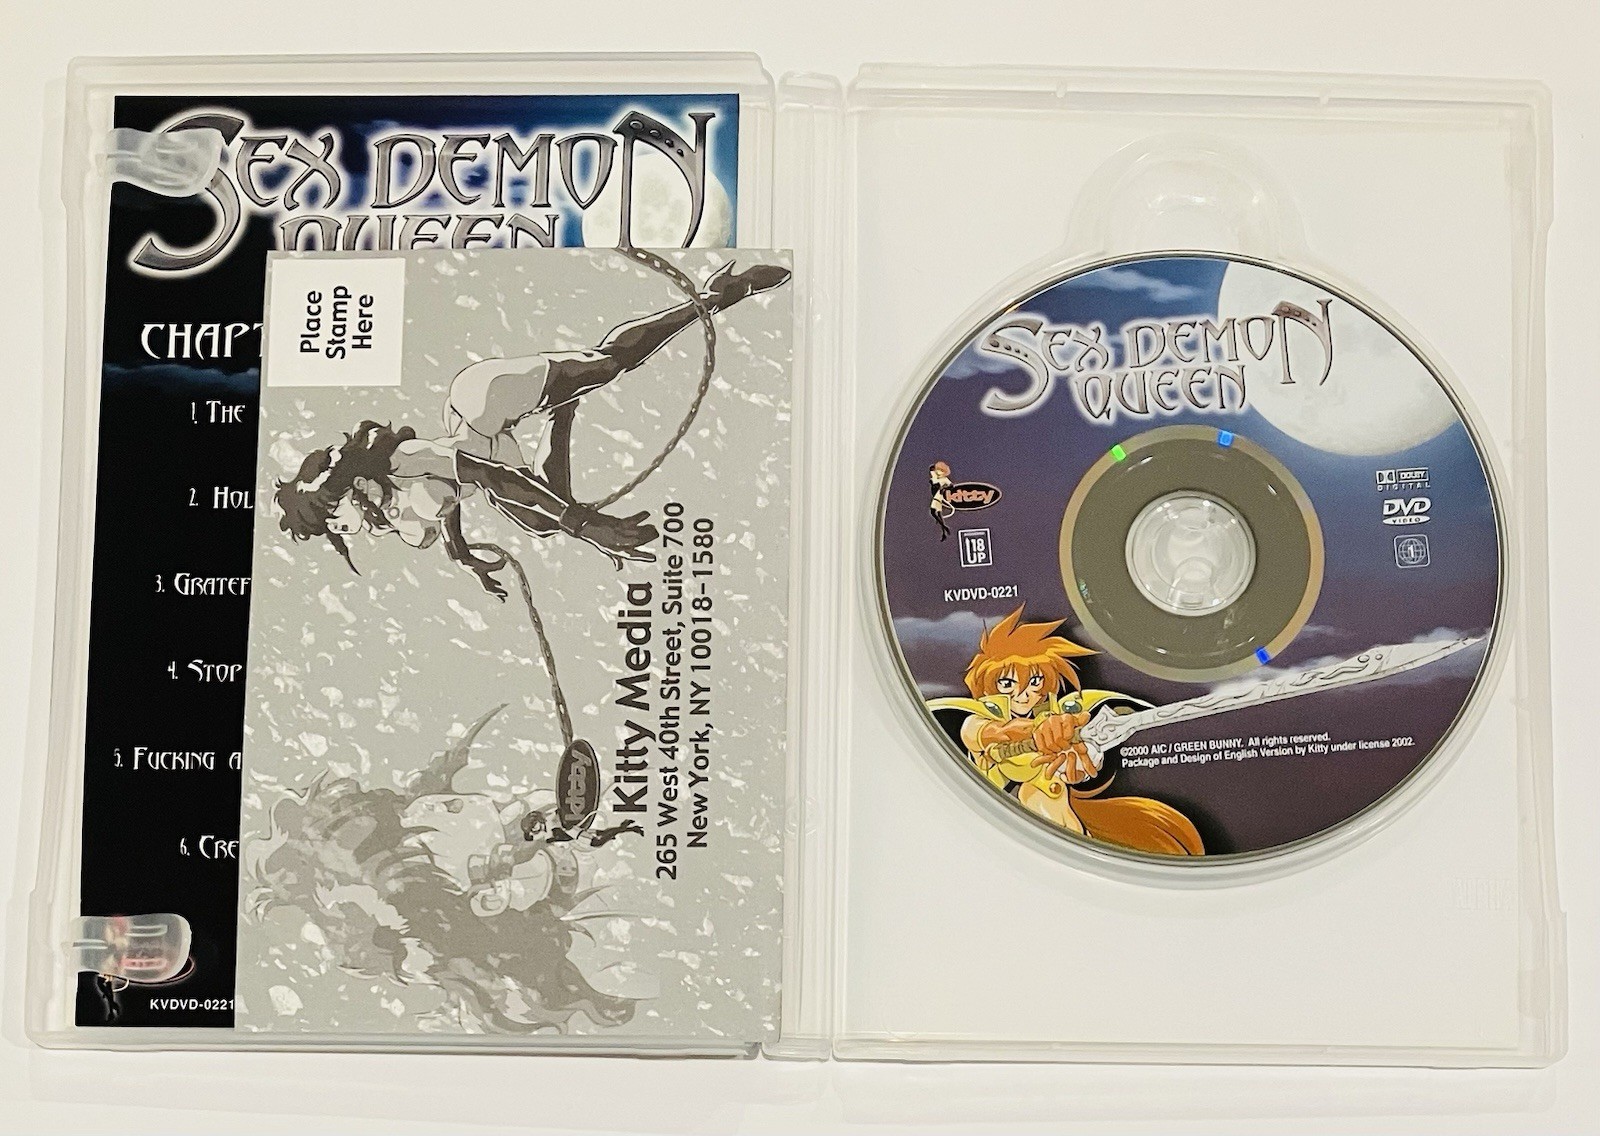 SEX DEMON
QUEEN
CHAPT
1. THE
2. HOL
3. GRATEF
4. STOP
5. FUCKING A
6. CRE
KVDVD-0221
Place
Stamp
Here
Kitty Media
265 West 40th Street, Suite 700
New York, NY 10018-1580
kitty
SEX DEMON
QUEEN
kitty
18
UP
KVDVD-0221
DOLBY
DIGITAL
DVD
VIDEO
1
©2000 AIC / GREEN BUNNY. All rights reserved.
Package and Design of English Version by Kitty under license 2002.